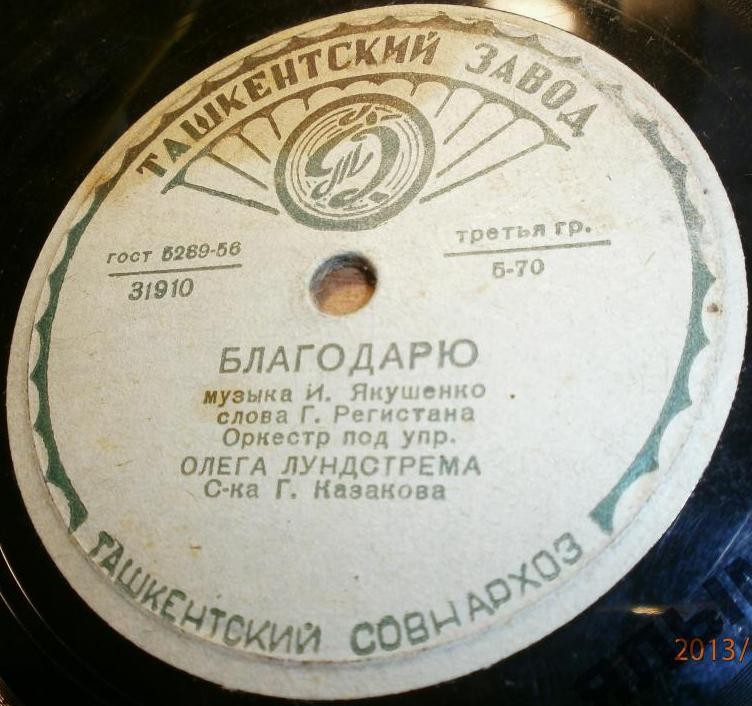 ТАШКЕНТСКИЙ ЗАВОД
гост 5289-56
31910
третья гр.
5-70
БЛАГОДАРЮ
музыка И. Якушенко
слова Г. Регистана
Оркестр под упр.
ОЛЕГА ЛУНДСТРЕМА
С-ка Г. Казакова
ТАШКЕНТСКИЙ СОВНАРХОЗ
2013/